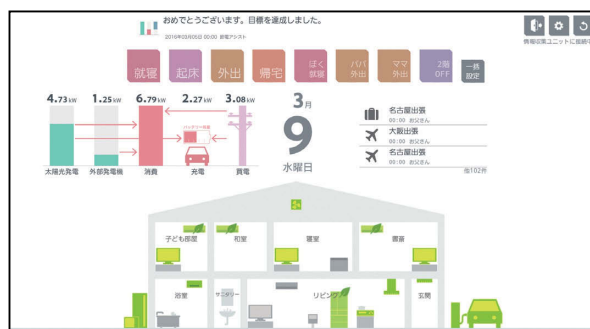 おめでとうございます。目標を達成しました。
2016年03月00日 00:00 節電アシスト
情報収集ユニットに接続中
就寝
起床
外出
帰宅
ぼく
就寝
パパ
外出
ママ
外出
2階
OFF
一括
設定
4.73kW
1.25kW
6.79kW
2.27kW
3.08kW
太陽光発電
外部発電機
消費
充電
買電
3月
9
水曜日
名古屋出張
00:00 お父さん
大阪出張
00:00 お父さん
名古屋出張
00:00 お父さん
他102件
子ども部屋
和室
寝室
書斎
浴室
サニタリー
リビング
玄関